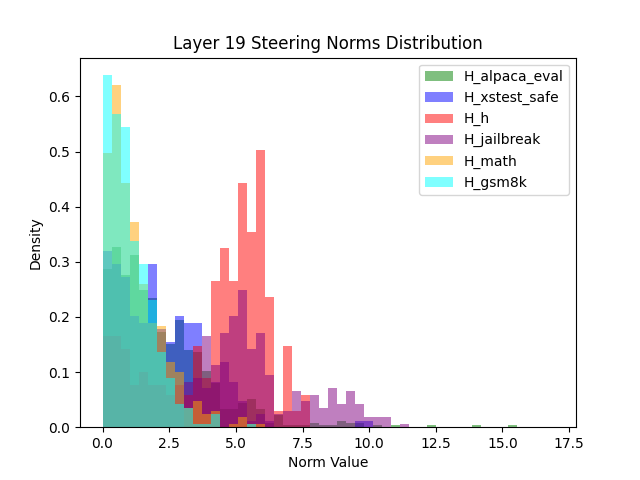 Layer 19 Steering Norms Distribution
H_alpaca_eval
H_xstest_safe
H_h
H_jailbreak
H_math
H_gsm8k
Density
0.6
0.5
0.4
0.3
0.2
0.1
0.0
0.0 2.5 5.0 7.5 10.0 12.5 15.0 17.5
Norm Value